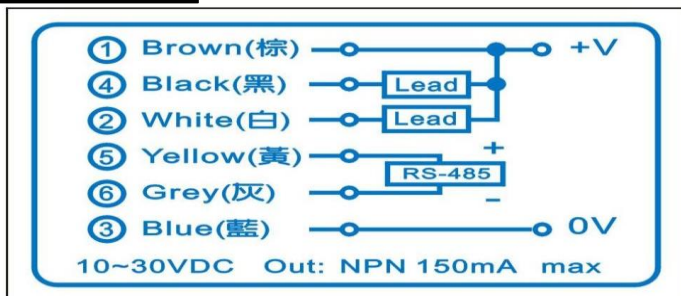 ① Brown(棕) +V
④ Black(黑) Lead
② White(白) Lead
⑤ Yellow(黃) +
RS-485
⑥ Grey(灰) −
③ Blue(藍) 0V
10~30VDC Out: NPN 150mA max